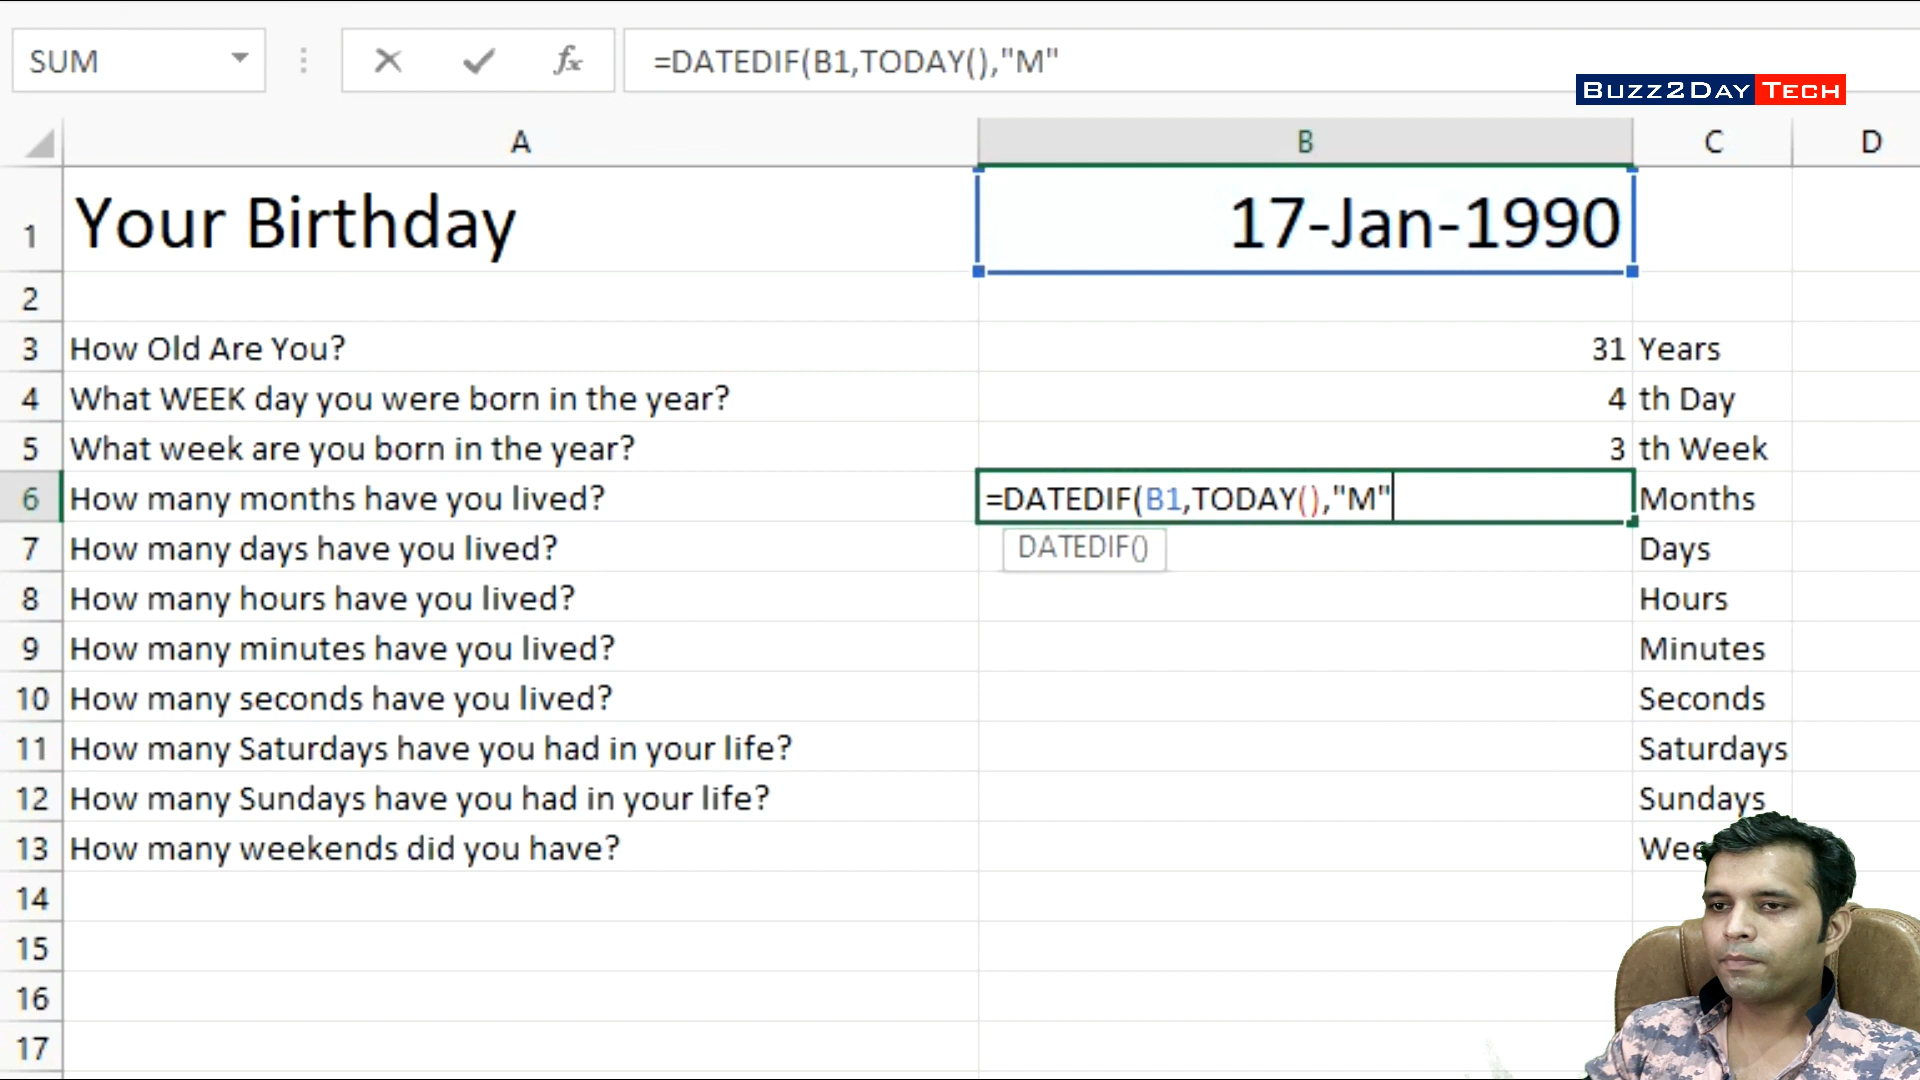 SUM fx =DATEDIF(B1,TODAY(),"M"
Buzz2Day Tech
A B C D
1 Your Birthday 17-Jan-1990
2
3 How Old Are You? 31 Years
4 What WEEK day you were born in the year? 4 th Day
5 What week are you born in the year? 3 th Week
6 How many months have you lived? =DATEDIF(B1,TODAY(),"M" Months
7 How many days have you lived? DATEDIF() Days
8 How many hours have you lived? Hours
9 How many minutes have you lived? Minutes
10 How many seconds have you lived? Seconds
11 How many Saturdays have you had in your life? Saturdays
12 How many Sundays have you had in your life? Sundays
13 How many weekends did you have?
14
15
16
17